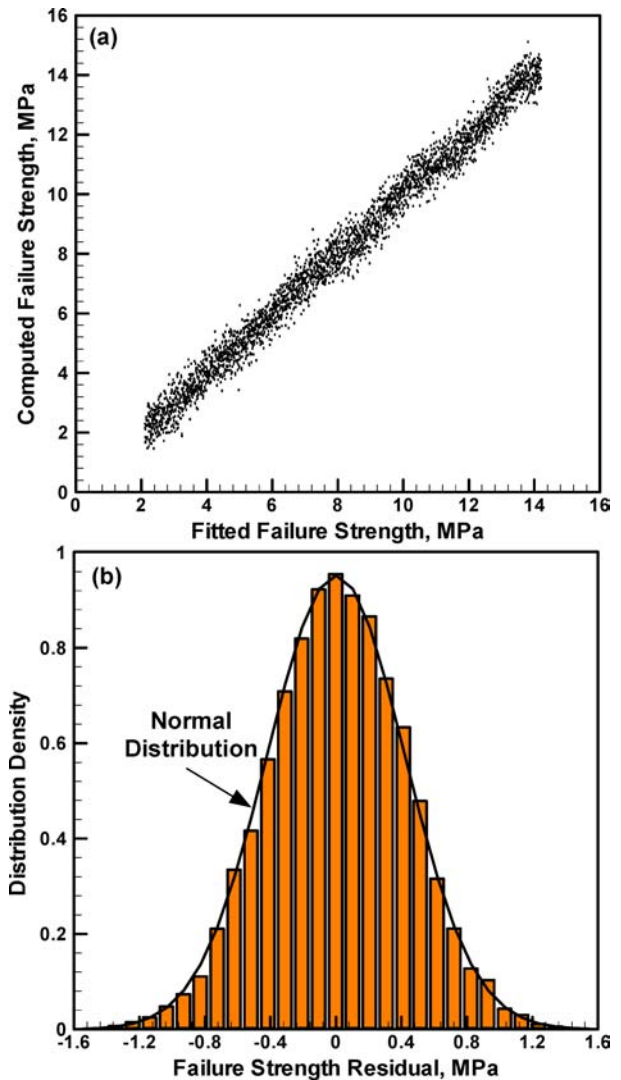 (a)
Computed Failure Strength, MPa
16
14
12
10
8
6
4
2
0
0 2 4 6 8 10 12 14 16
Fitted Failure Strength, MPa
(b)
Distribution Density
1
0.8
0.6
0.4
0.2
0
Normal
Distribution
-1.6 -1.2 -0.8 -0.4 0 0.4 0.8 1.2 1.6
Failure Strength Residual, MPa